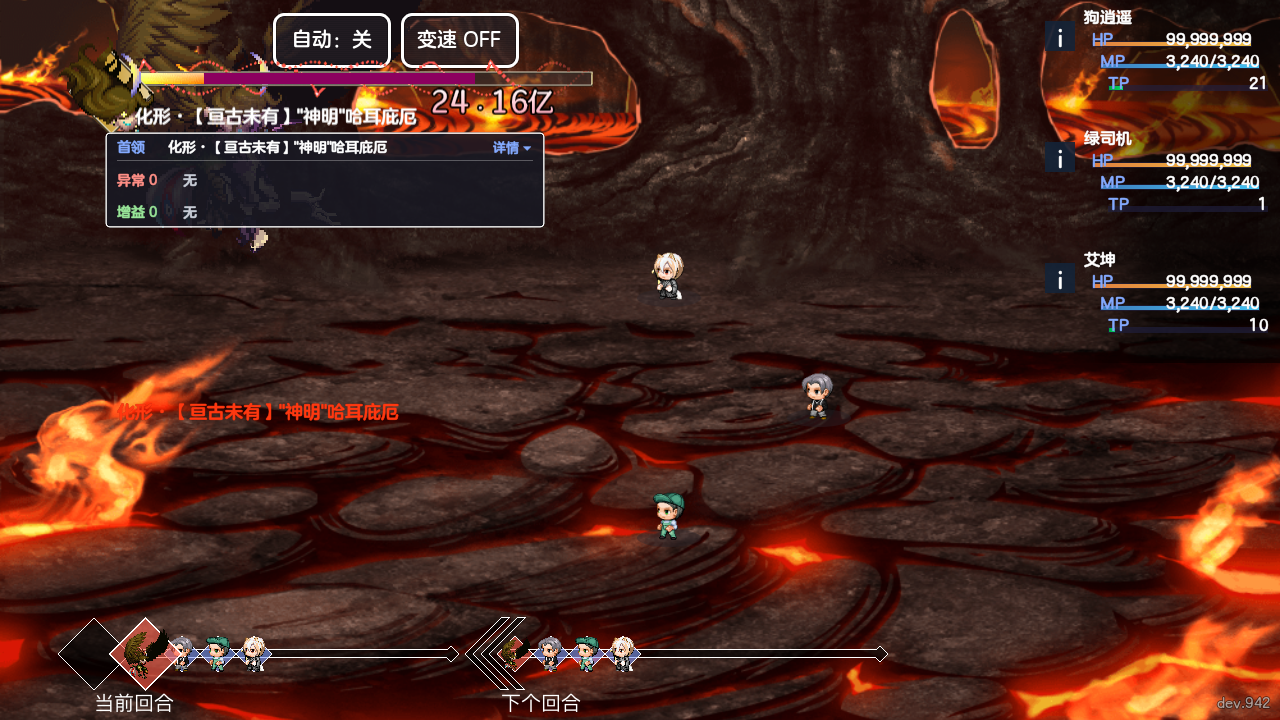 自动：关
变速 OFF
24.16亿
化形·【亘古未有】"神明"哈耳庇厄
首领 化形·【亘古未有】"神明"哈耳庇厄 详情
异常 0 无
增益 0 无
狗逍遥
HP 99,999,999
MP 3,240/3,240
TP 21
绿司机
HP 99,999,999
MP 3,240/3,240
TP 1
艾坤
HP 99,999,999
MP 3,240/3,240
TP 10
化形·【亘古未有】"神明"哈耳庇厄
当前回合
下个回合
dev.942